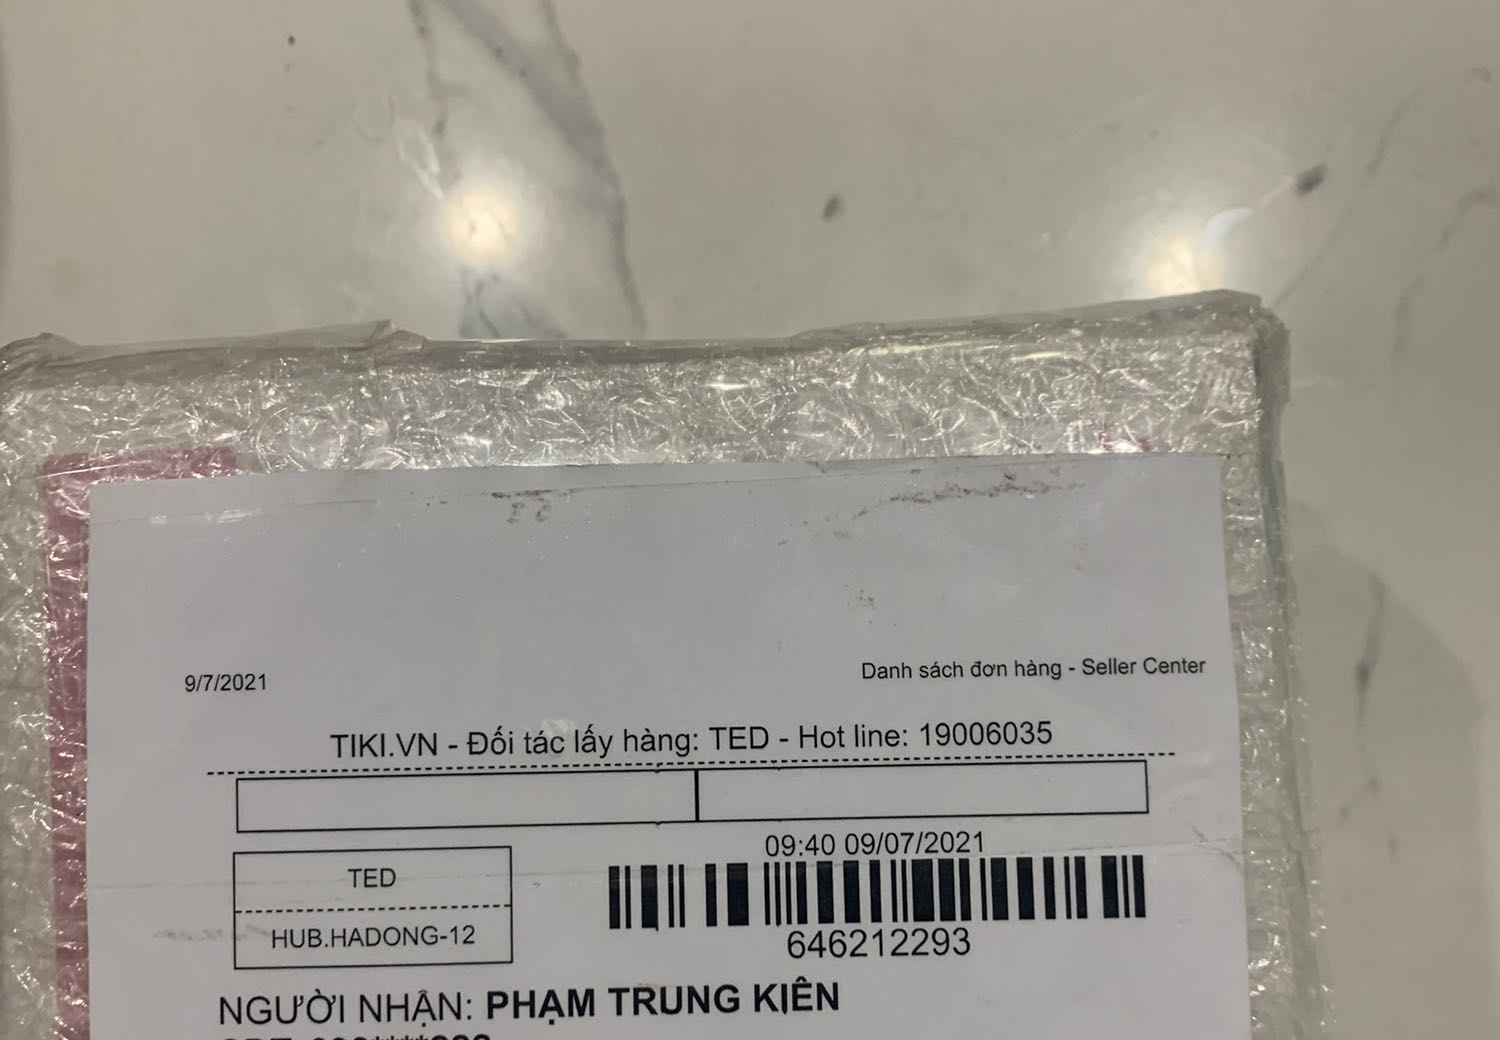 9/7/2021
Danh sách đơn hàng - Seller Center
TIKI.VN - Đối tác lấy hàng: TED - Hot line: 19006035
09:40 09/07/2021
TED
HUB.HADONG-12
646212293
NGƯỜI NHẬN: PHẠM TRUNG KIÊN